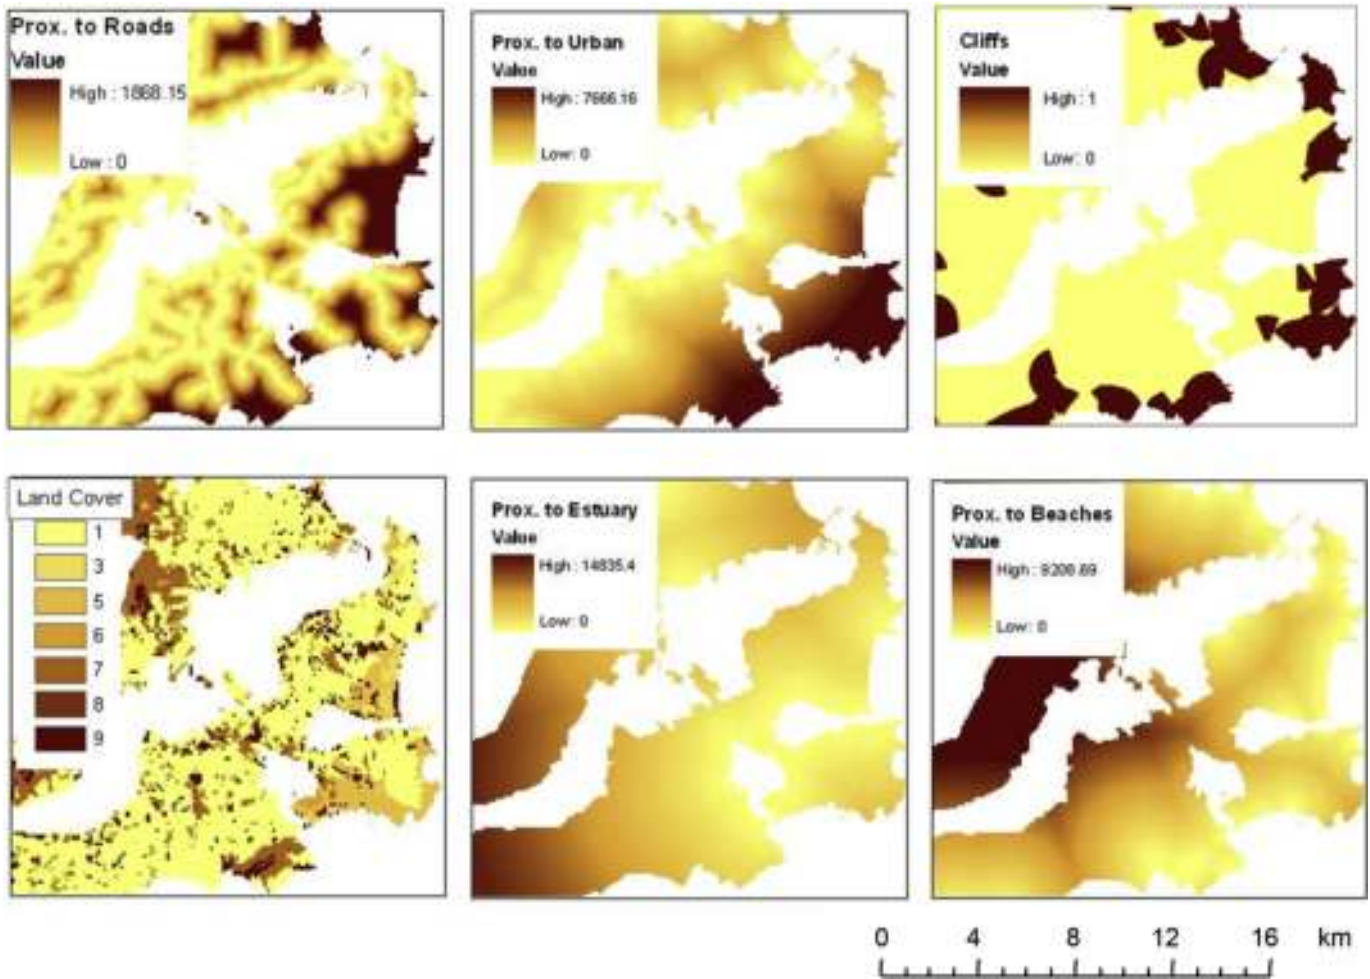 Prox. to Roads
Value
High : 1868.15
Low : 0
Prox. to Urban
Value
High : 7666.16
Low: 0
Cliffs
Value
High : 1
Low : 0
Land Cover
1
3
5
6
7
8
9
Prox. to Estuary
Value
High : 14835.4
Low: 0
Prox. to Beaches
Value
High : 9208.69
Low : 0
0 4 8 12 16 km